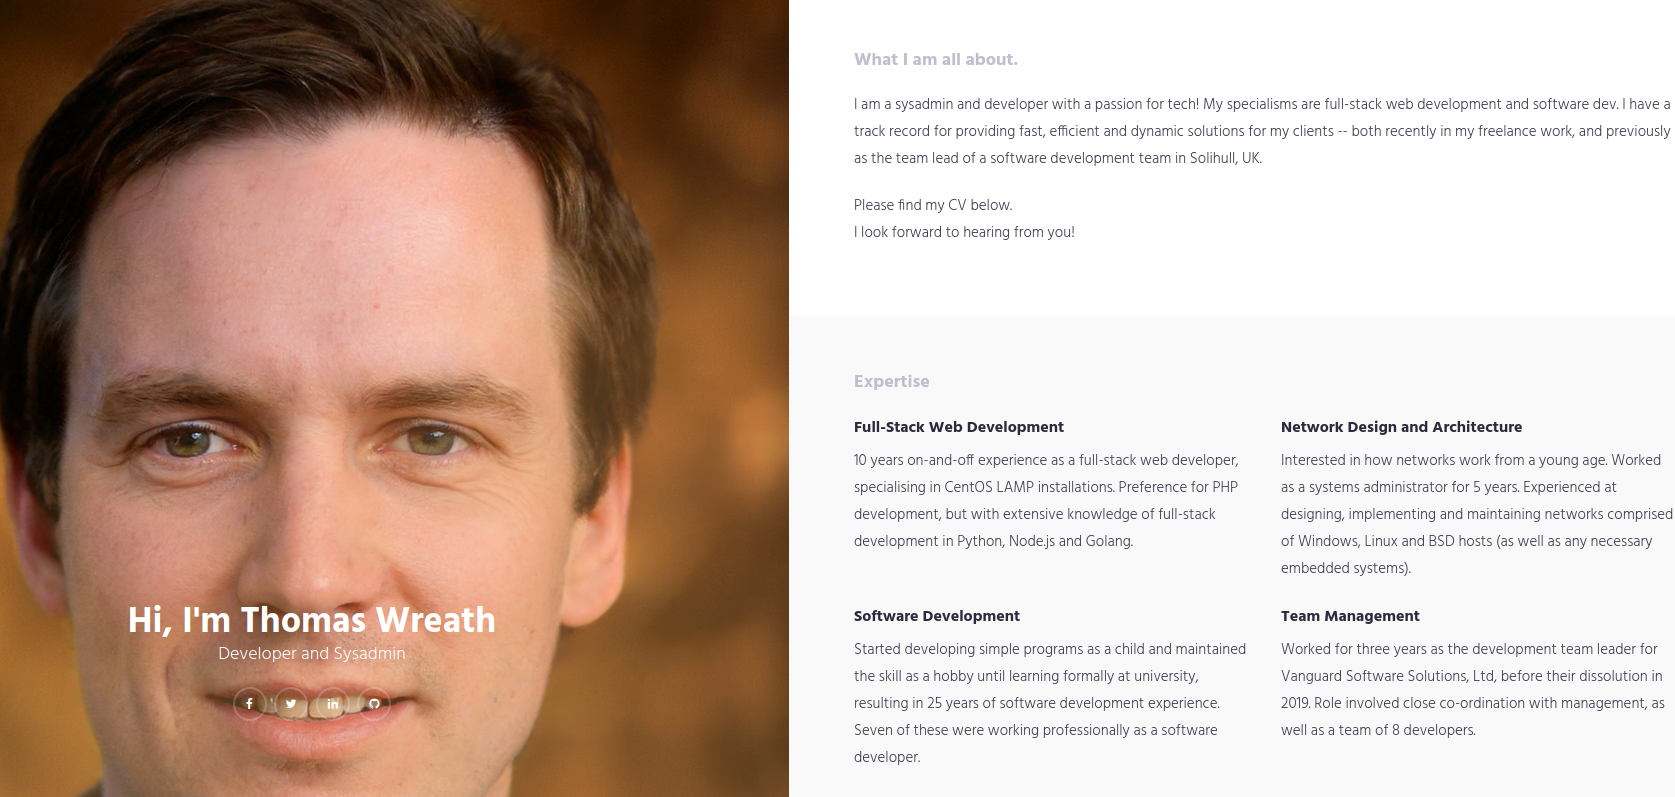 Hi, I'm Thomas Wreath
Developer and Sysadmin
What I am all about.
I am a sysadmin and developer with a passion for tech! My specialisms are full-stack web development and software dev. I have a
track record for providing fast, efficient and dynamic solutions for my clients -- both recently in my freelance work, and previously
as the team lead of a software development team in Solihull, UK.
Please find my CV below.
I look forward to hearing from you!
Expertise
Full-Stack Web Development
10 years on-and-off experience as a full-stack web developer,
specialising in CentOS LAMP installations. Preference for PHP
development, but with extensive knowledge of full-stack
development in Python, Node.js and Golang.
Network Design and Architecture
Interested in how networks work from a young age. Worked
as a systems administrator for 5 years. Experienced at
designing, implementing and maintaining networks comprised
of Windows, Linux and BSD hosts (as well as any necessary
embedded systems).
Software Development
Started developing simple programs as a child and maintained
the skill as a hobby until learning formally at university,
resulting in 25 years of software development experience.
Seven of these were working professionally as a software
developer.
Team Management
Worked for three years as the development team leader for
Vanguard Software Solutions, Ltd, before their dissolution in
2019. Role involved close co-ordination with management, as
well as a team of 8 developers.